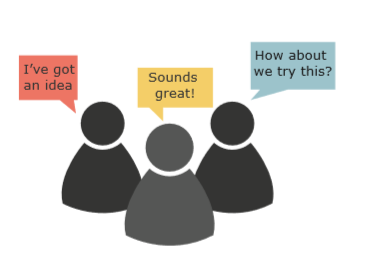 I've got
an idea
Sounds
great!
How about
we try this?